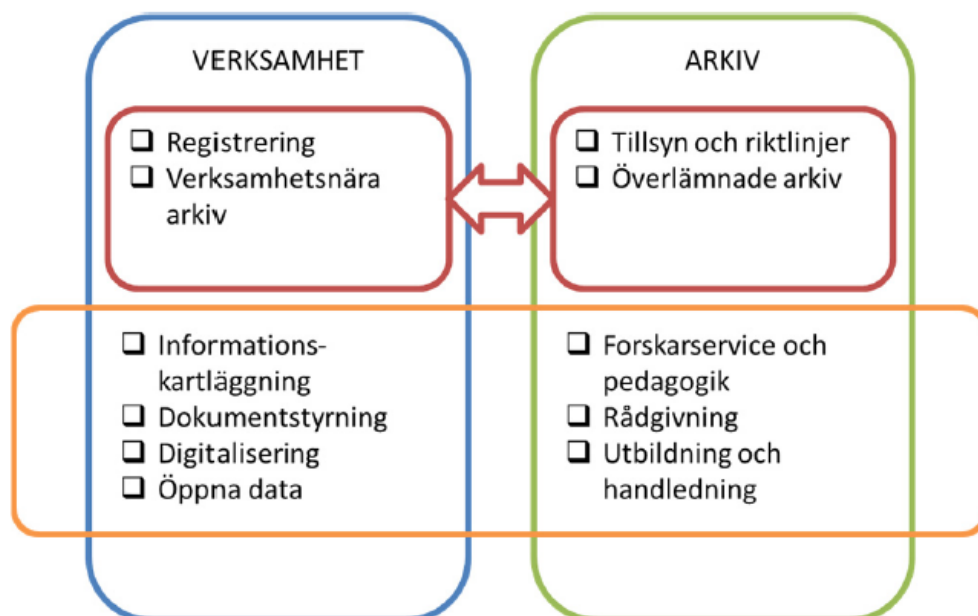 VERKSAMHET
❑ Registrering
❑ Verksamhetsnära
arkiv
❑ Informations-
kartläggning
❑ Dokumentstyrning
❑ Digitalisering
❑ Öppna data
ARKIV
❑ Tillsyn och riktlinjer
❑ Överlämnade arkiv
❑ Forskarservice och
pedagogik
❑ Rådgivning
❑ Utbildning och
handledning